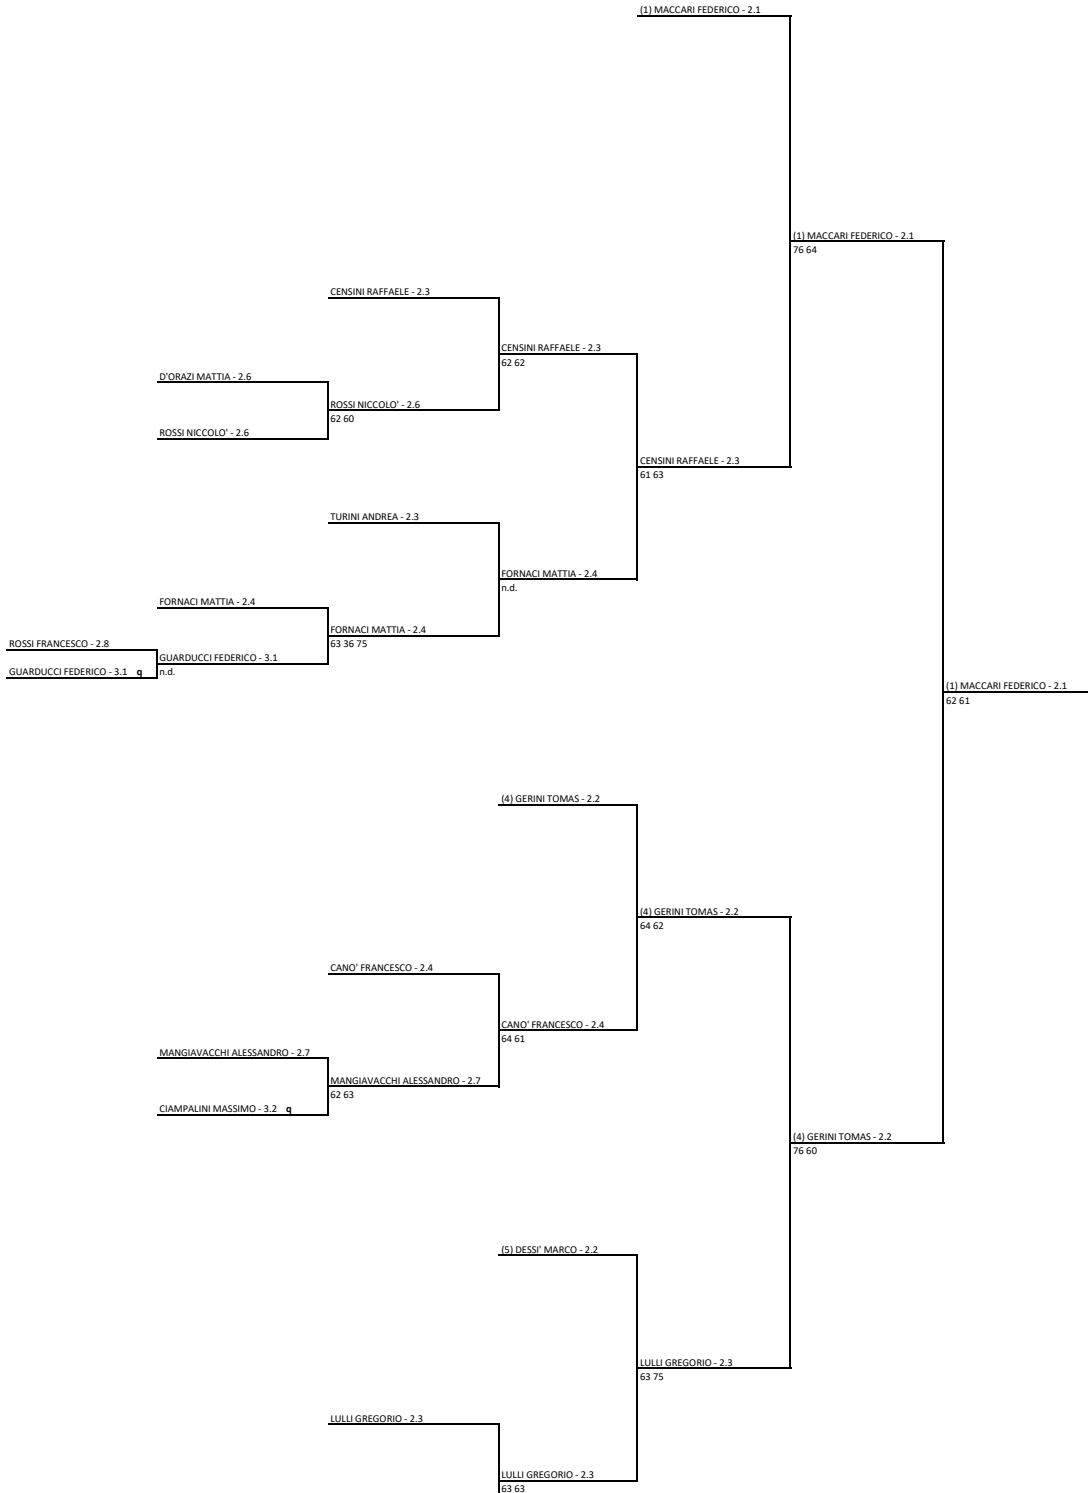 (1) MACCARI FEDERICO - 2.1
(1) MACCARI FEDERICO - 2.1
76 64
CENSINI RAFFAELE - 2.3
CENSINI RAFFAELE - 2.3
62 62
D'ORAZI MATTIA - 2.6
ROSSI NICCOLO' - 2.6
62 60
ROSSI NICCOLO' - 2.6
CENSINI RAFFAELE - 2.3
61 63
TURINI ANDREA - 2.3
FORNACI MATTIA - 2.4
n.d.
FORNACI MATTIA - 2.4
FORNACI MATTIA - 2.4
63 36 75
ROSSI FRANCESCO - 2.8
GUARDUCCI FEDERICO - 3.1
n.d.
GUARDUCCI FEDERICO - 3.1 q
(1) MACCARI FEDERICO - 2.1
62 61
(4) GERINI TOMAS - 2.2
(4) GERINI TOMAS - 2.2
64 62
CANO' FRANCESCO - 2.4
CANO' FRANCESCO - 2.4
64 61
MANGIAVACCHI ALESSANDRO - 2.7
MANGIAVACCHI ALESSANDRO - 2.7
62 63
CIAMPALINI MASSIMO - 3.2 q
(4) GERINI TOMAS - 2.2
76 60
(5) DESSI' MARCO - 2.2
LULLI GREGORIO - 2.3
63 75
LULLI GREGORIO - 2.3
LULLI GREGORIO - 2.3
63 63